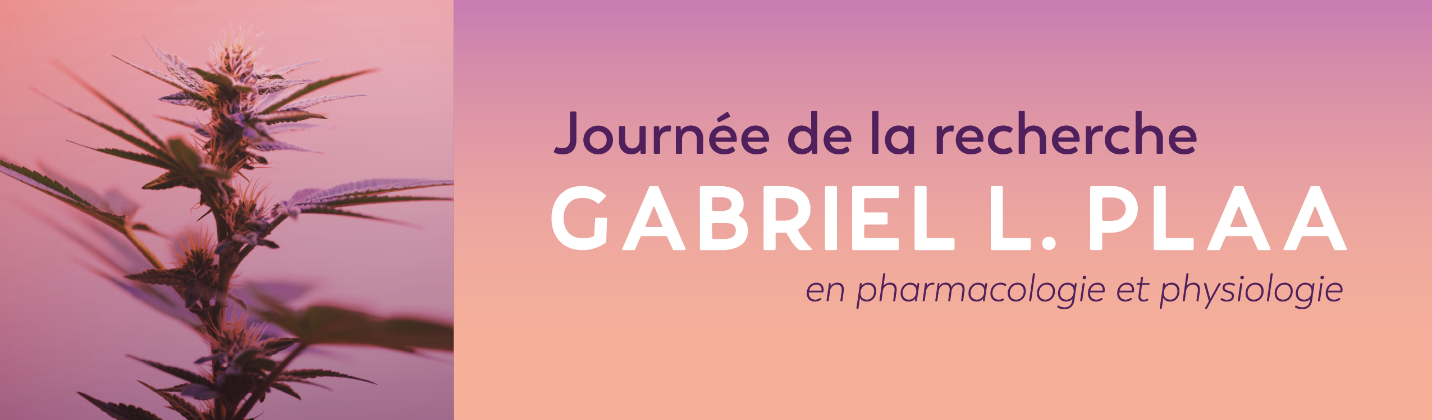 Journée de la recherche
GABRIEL L. PLAA
en pharmacologie et physiologie